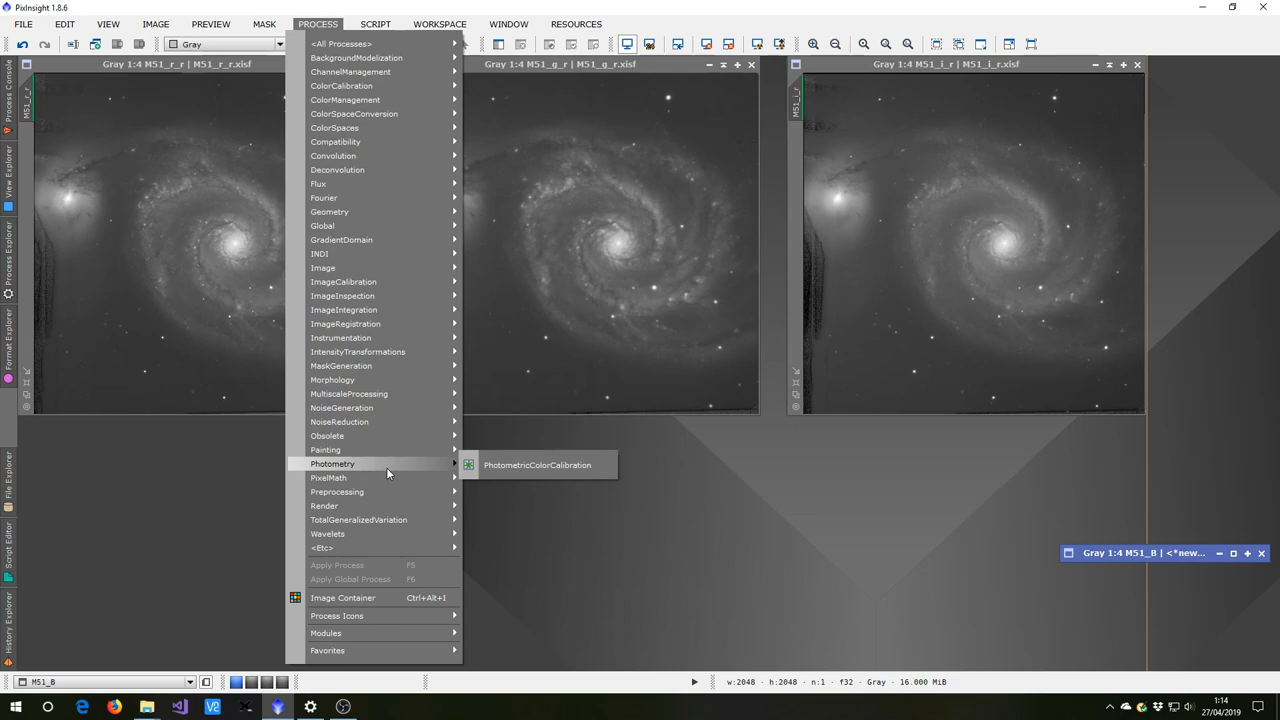 PixInsight 1.8.6
FILE EDIT VIEW IMAGE PREVIEW MASK PROCESS SCRIPT WORKSPACE WINDOW RESOURCES
Gray
Gray 1:4 M51_r_r | M51_r_r.xisf
Gray 1:4 M51_g_r | M51_g_r.xisf
Gray 1:4 M51_i_r | M51_i_r.xisf
M51_r_r
M51_i_r
Process Console
View Explorer
Process Explorer
Format Explorer
File Explorer
Script Editor
History Explorer
<All Processes>
BackgroundModelization
ChannelManagement
ColorCalibration
ColorManagement
ColorSpaceConversion
ColorSpaces
Compatibility
Convolution
Deconvolution
Flux
Fourier
Geometry
Global
GradientDomain
INDI
Image
ImageCalibration
ImageInspection
ImageIntegration
ImageRegistration
Instrumentation
IntensityTransformations
MaskGeneration
Morphology
MultiscaleProcessing
NoiseGeneration
NoiseReduction
Obsolete
Painting
Photometry
PhotometricColorCalibration
PixelMath
Preprocessing
Render
TotalGeneralizedVariation
Wavelets
<Etc>
Apply Process F5
Apply Global Process F6
Image Container Ctrl+Alt+I
Process Icons
Modules
Favorites
Gray 1:4 M51_B | <*new...
M51_B
w:2048 · h:2048 · n:1 · f32 · Gray · 16.000 MiB
1:14
27/04/2019